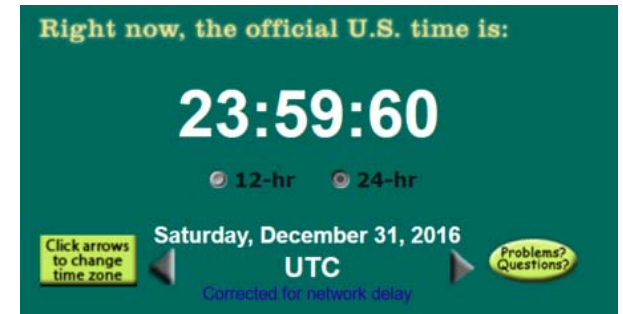 Right now, the official U.S. time is:
23:59:60
12-hr 24-hr
Click arrows
to change
time zone
Saturday, December 31, 2016
UTC
Corrected for network delay
Problems?
Questions?